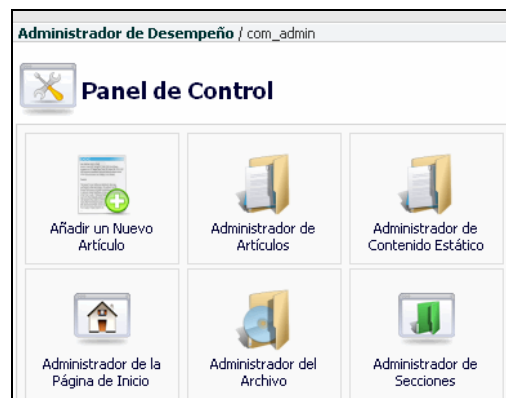 Administrador de Desempeño / com_admin
Panel de Control
Añadir un Nuevo
Artículo
Administrador de
Artículos
Administrador de
Contenido Estático
Administrador de la
Página de Inicio
Administrador del
Archivo
Administrador de
Secciones